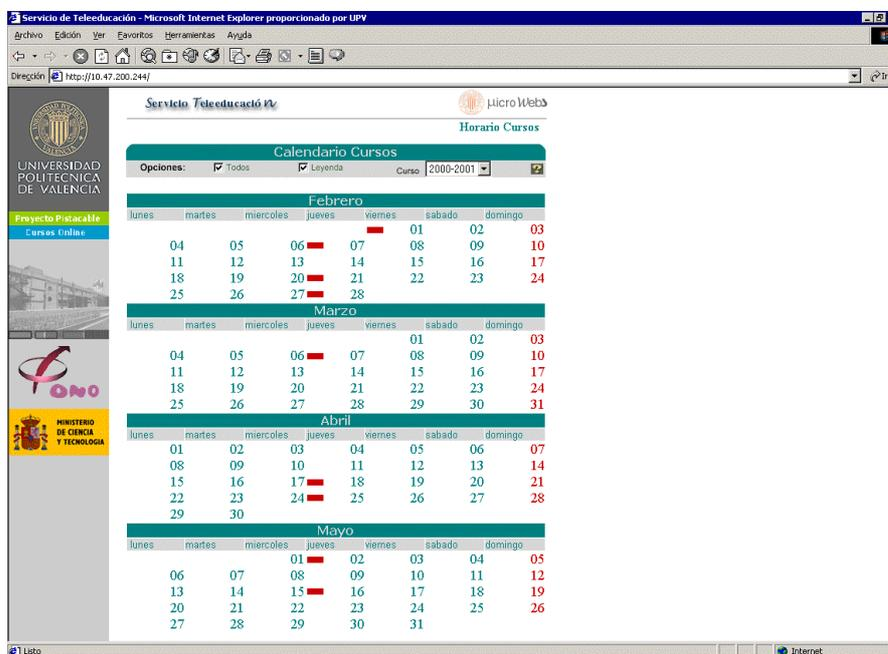 Servicio de Teleeducación - Microsoft Internet Explorer proporcionado por UPV
Archivo Edición Ver Favoritos Herramientas Ayuda
Dirección http://10.47.200.244/ Ir
Servicio Teleeducación µicro Webs
Horario Cursos
UNIVERSIDAD
POLITECNICA
DE VALENCIA
Proyecto Pistacable
Cursos Online
ONO
MINISTERIO
DE CIENCIA
Y TECNOLOGIA
Calendario Cursos
Opciones: Todos Leyenda Curso 2000-2001 ?
Febrero
lunes martes miercoles jueves viernes sabado domingo
01 02 03
04 05 06 07 08 09 10
11 12 13 14 15 16 17
18 19 20 21 22 23 24
25 26 27 28
Marzo
lunes martes miercoles jueves viernes sabado domingo
01 02 03
04 05 06 07 08 09 10
11 12 13 14 15 16 17
18 19 20 21 22 23 24
25 26 27 28 29 30 31
Abril
lunes martes miercoles jueves viernes sabado domingo
01 02 03 04 05 06 07
08 09 10 11 12 13 14
15 16 17 18 19 20 21
22 23 24 25 26 27 28
29 30
Mayo
lunes martes miercoles jueves viernes sabado domingo
01 02 03 04 05
06 07 08 09 10 11 12
13 14 15 16 17 18 19
20 21 22 23 24 25 26
27 28 29 30 31
Listo Internet